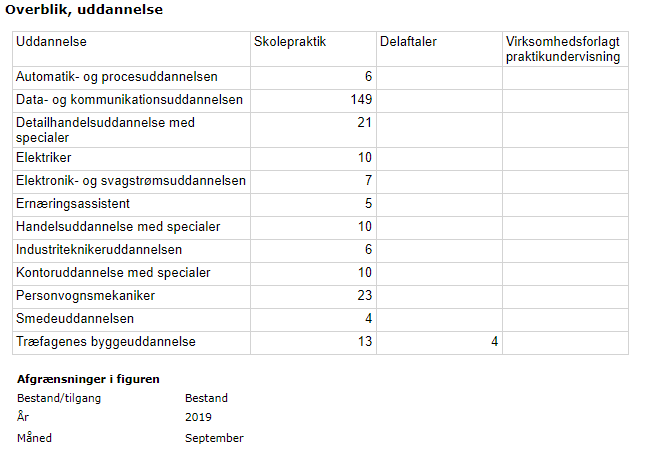 Overblik, uddannelse
Uddannelse Skolepraktik Delaftaler Virksomhedsforlagt
praktikundervisning
Automatik- og procesuddannelsen 6
Data- og kommunikationsuddannelsen 149
Detailhandelsuddannelse med 21
specialer
Elektriker 10
Elektronik- og svagstrømsuddannelsen 7
Ernæringsassistent 5
Handelsuddannelse med specialer 10
Industriteknikeruddannelsen 6
Kontoruddannelse med specialer 10
Personvognsmekaniker 23
Smedeuddannelsen 4
Træfagenes byggeuddannelse 13 4
Afgrænsninger i figuren
Bestand/tilgang Bestand
År 2019
Måned September